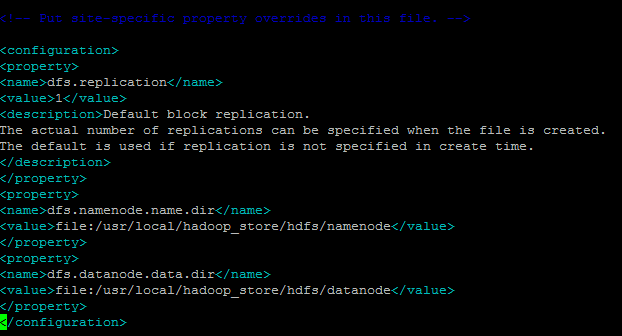 <!-- Put site-specific property overrides in this file. -->
<configuration>
<property>
<name>dfs.replication</name>
<value>1</value>
<description>Default block replication.
The actual number of replications can be specified when the file is created.
The default is used if replication is not specified in create time.
</description>
</property>
<property>
<name>dfs.namenode.name.dir</name>
<value>file:/usr/local/hadoop_store/hdfs/namenode</value>
</property>
<property>
<name>dfs.datanode.data.dir</name>
<value>file:/usr/local/hadoop_store/hdfs/datanode</value>
</property>
</configuration>